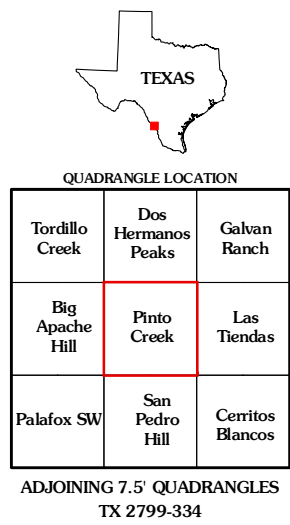 TEXAS
QUADRANGLE LOCATION
Tordillo
Creek
Dos
Hermanos
Peaks
Galvan
Ranch
Big
Apache
Hill
Pinto
Creek
Las
Tiendas
Palafox SW
San
Pedro
Hill
Cerritos
Blancos
ADJOINING 7.5' QUADRANGLES
TX 2799-334